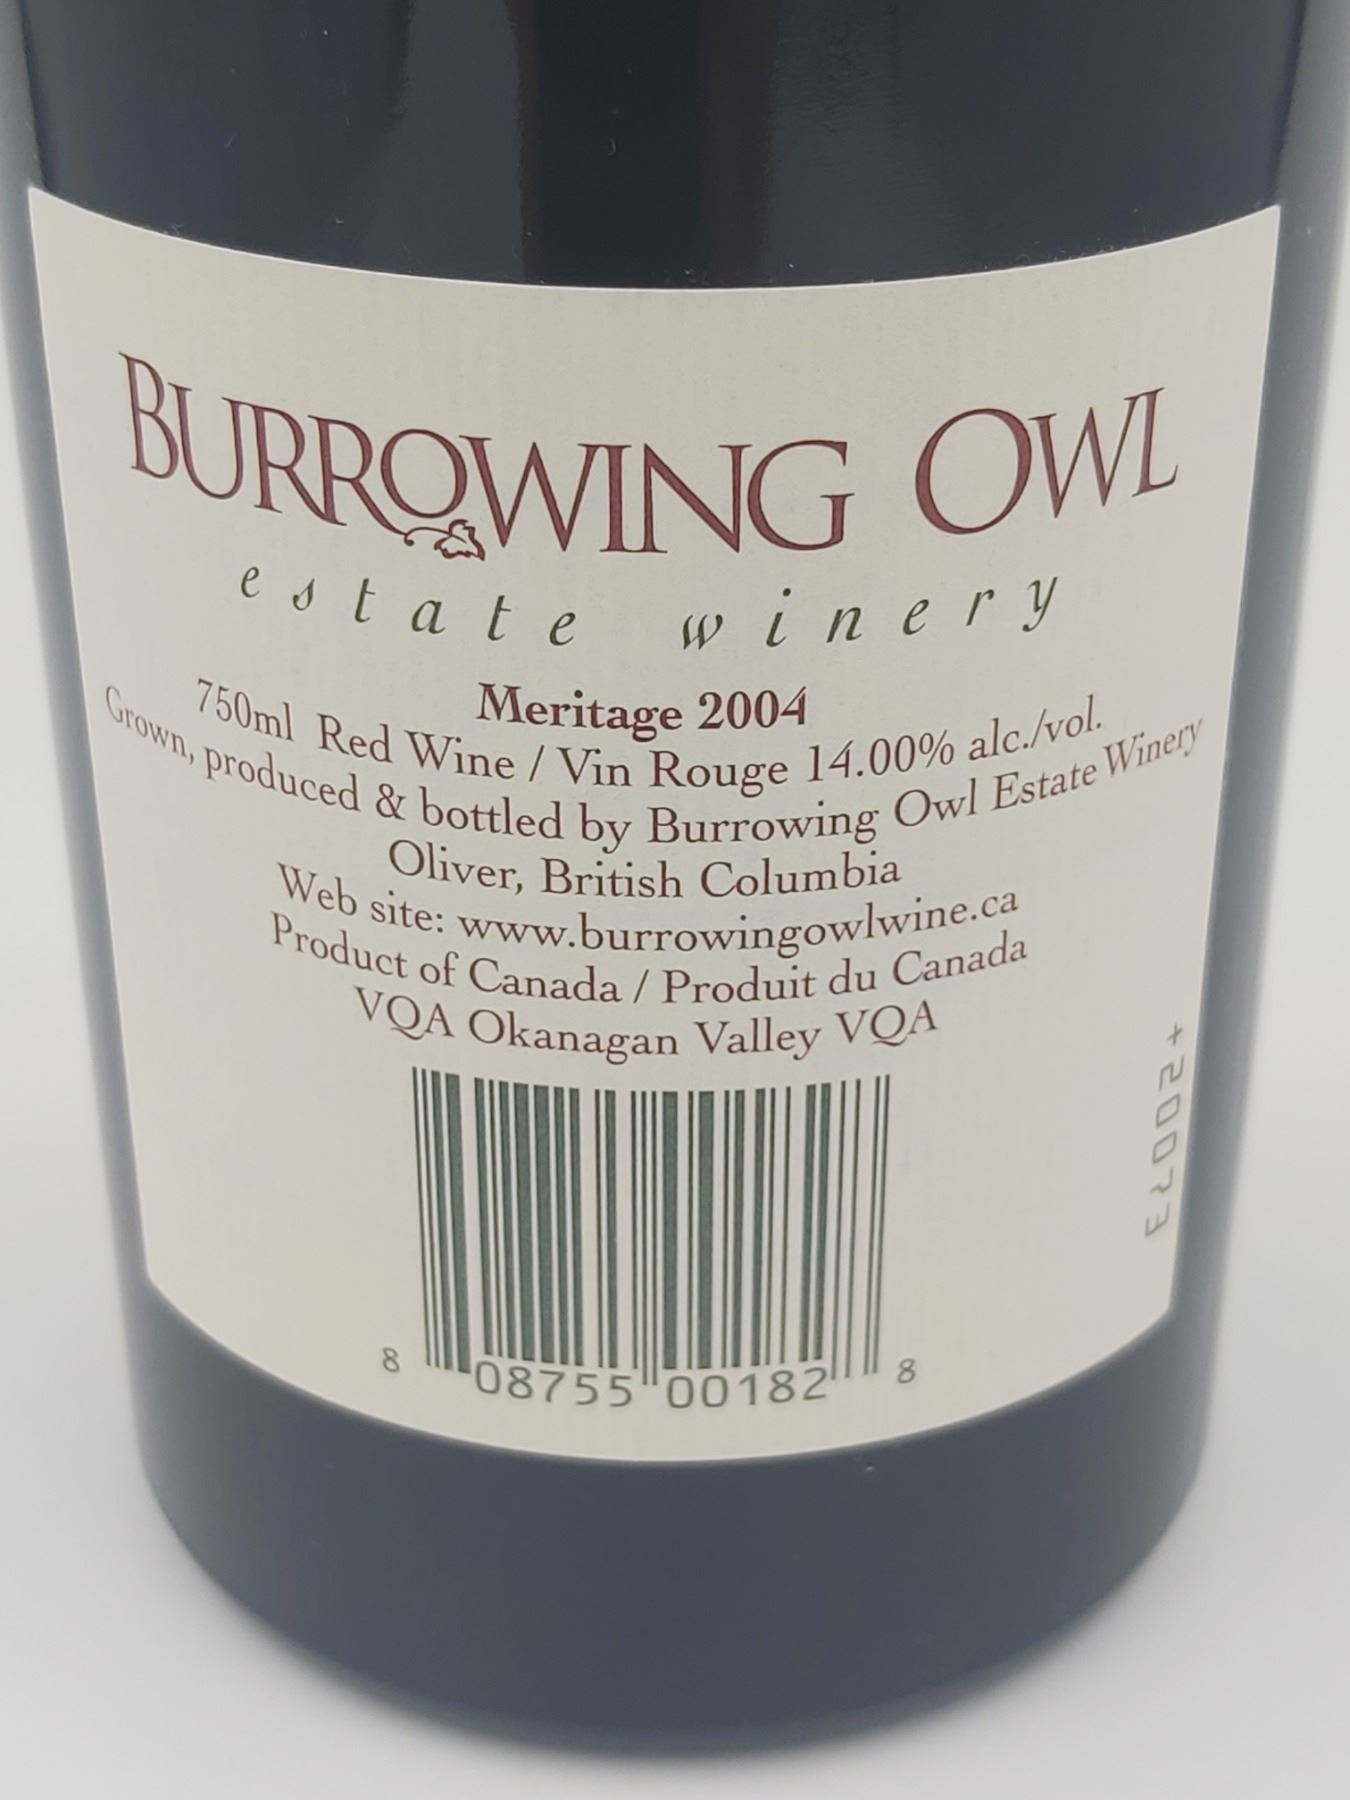 BURROWING OWL
estate winery
Meritage 2004
750ml Red Wine / Vin Rouge 14.00% alc./vol.
Grown, produced & bottled by Burrowing Owl Estate Winery
Oliver, British Columbia
Web site: www.burrowingowlwine.ca
Product of Canada / Produit du Canada
VQA Okanagan Valley VQA
+20073
8 08755 00182 8